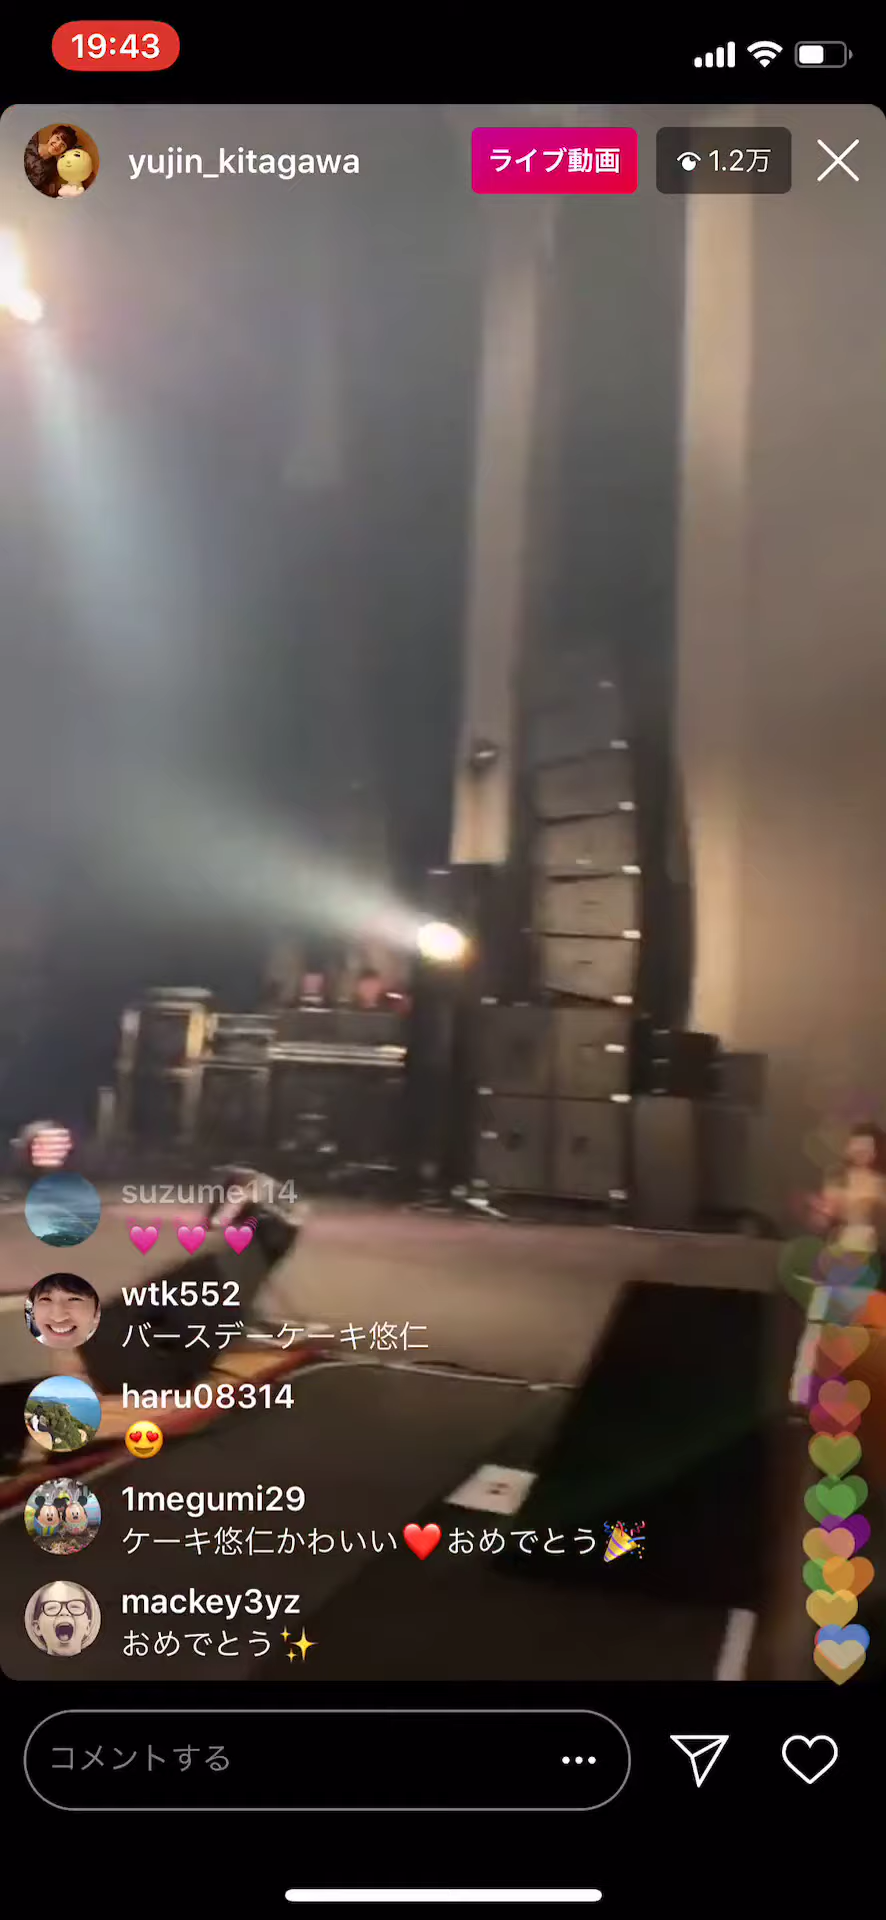 19:43
yujin_kitagawa ライブ動画 1.2万
suzume114
💓 💓 💓
wtk552
バースデーケーキ悠仁
haru08314
😍
1megumi29
ケーキ悠仁かわいい❤️おめでとう🎉
mackey3yz
おめでとう✨
コメントする